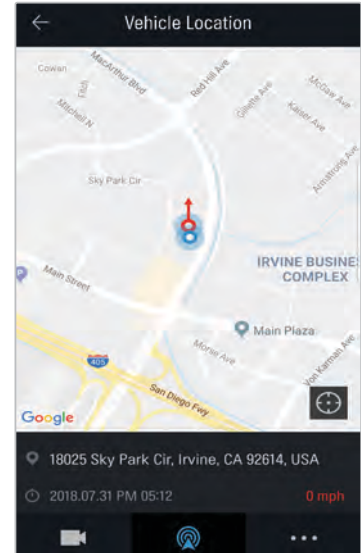 Vehicle Location
Cowan
MacArthur Blvd
Red Hill Ave
McGaw Ave
Fitch
Gillette Ave
Kaiser Ave
Mitchell N
Armstrong Ave
Sky Park Cir
IRVINE BUSINE
COMPLEX
P
Main Street
Main Plaza
Morse Ave
Von Karman Ave
405
San Diego Fwy
Google
18025 Sky Park Cir, Irvine, CA 92614, USA
2018.07.31 PM 05:12 0 mph